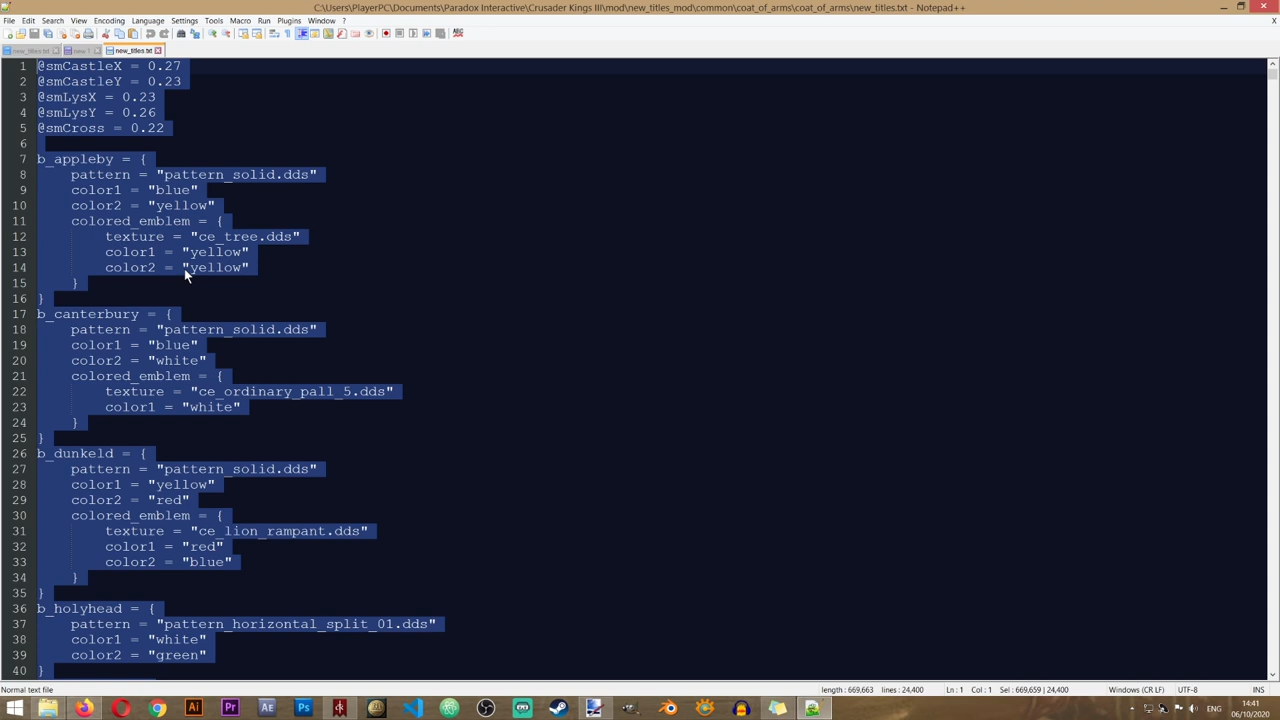 C:\Users\PlayerPC\Documents\Paradox Interactive\Crusader Kings III\mod\new_titles_mod\common\coat_of_arms\coat_of_arms\new_titles.txt - Notepad++
File Edit Search View Encoding Language Settings Tools Macro Run Plugins Window ? X
new_titles.txt new 1 new_titles.txt
1 @smCastleX = 0.27
2 @smCastleY = 0.23
3 @smLysX = 0.23
4 @smLysY = 0.26
5 @smCross = 0.22
6
7 b_appleby = {
8 pattern = "pattern_solid.dds"
9 color1 = "blue"
10 color2 = "yellow"
11 colored_emblem = {
12 texture = "ce_tree.dds"
13 color1 = "yellow"
14 color2 = "yellow"
15 }
16 }
17 b_canterbury = {
18 pattern = "pattern_solid.dds"
19 color1 = "blue"
20 color2 = "white"
21 colored_emblem = {
22 texture = "ce_ordinary_pall_5.dds"
23 color1 = "white"
24 }
25 }
26 b_dunkeld = {
27 pattern = "pattern_solid.dds"
28 color1 = "yellow"
29 color2 = "red"
30 colored_emblem = {
31 texture = "ce_lion_rampant.dds"
32 color1 = "red"
33 color2 = "blue"
34 }
35 }
36 b_holyhead = {
37 pattern = "pattern_horizontal_split_01.dds"
38 color1 = "white"
39 color2 = "green"
40 }
Normal text file length : 669,663 lines : 24,400 Ln : 1 Col : 1 Sel : 669,659 | 24,400 Windows (CR LF) UTF-8 INS
Ai Pr Ae Ps
14:41
06/10/2020